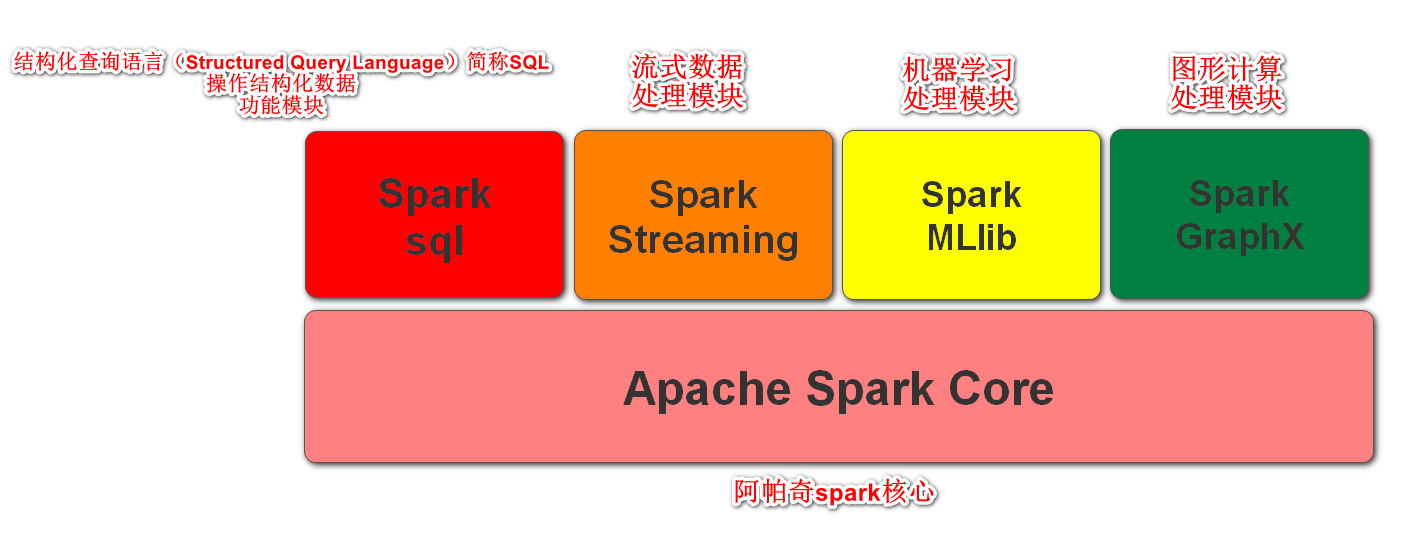 结构化查询语言（Structured Query Language）简称SQL
操作结构化数据
功能模块
流式数据
处理模块
机器学习
处理模块
图形计算
处理模块
Spark
sql
Spark
Streaming
Spark
MLlib
Spark
GraphX
Apache Spark Core
阿帕奇spark核心